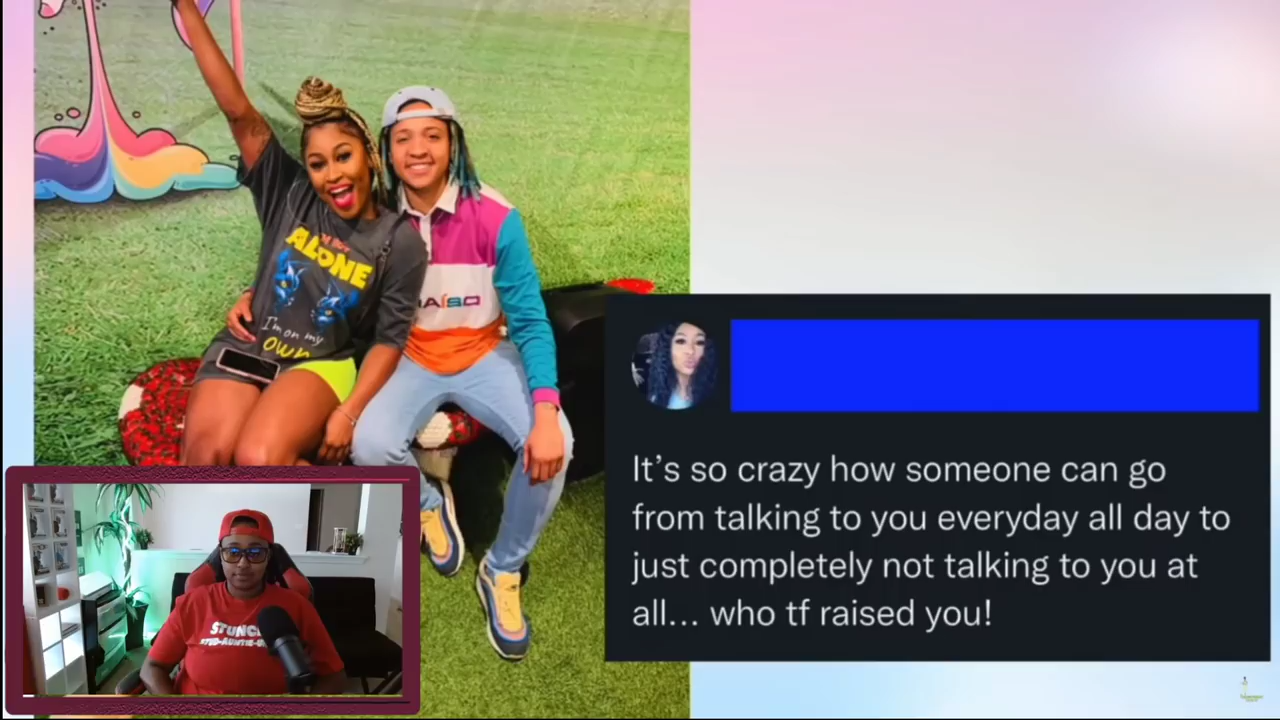 ALONE
I'm on my
own
It's so crazy how someone can go
from talking to you everyday all day to
just completely not talking to you at
all... who tf raised you!